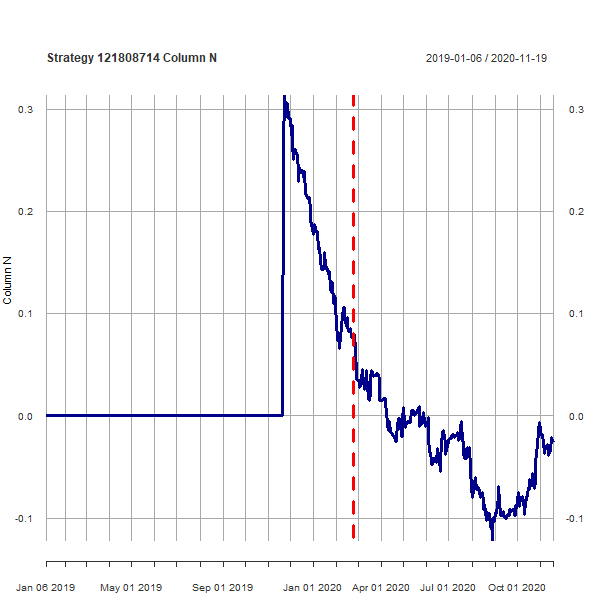 Strategy 121808714 Column N
2019-01-06 / 2020-11-19
0.3
0.3
0.2
0.2
Column N
0.1
0.1
0.0
0.0
-0.1
-0.1
Jan 06 2019
May 01 2019
Sep 01 2019
Jan 01 2020
Apr 01 2020
Jul 01 2020
Oct 01 2020